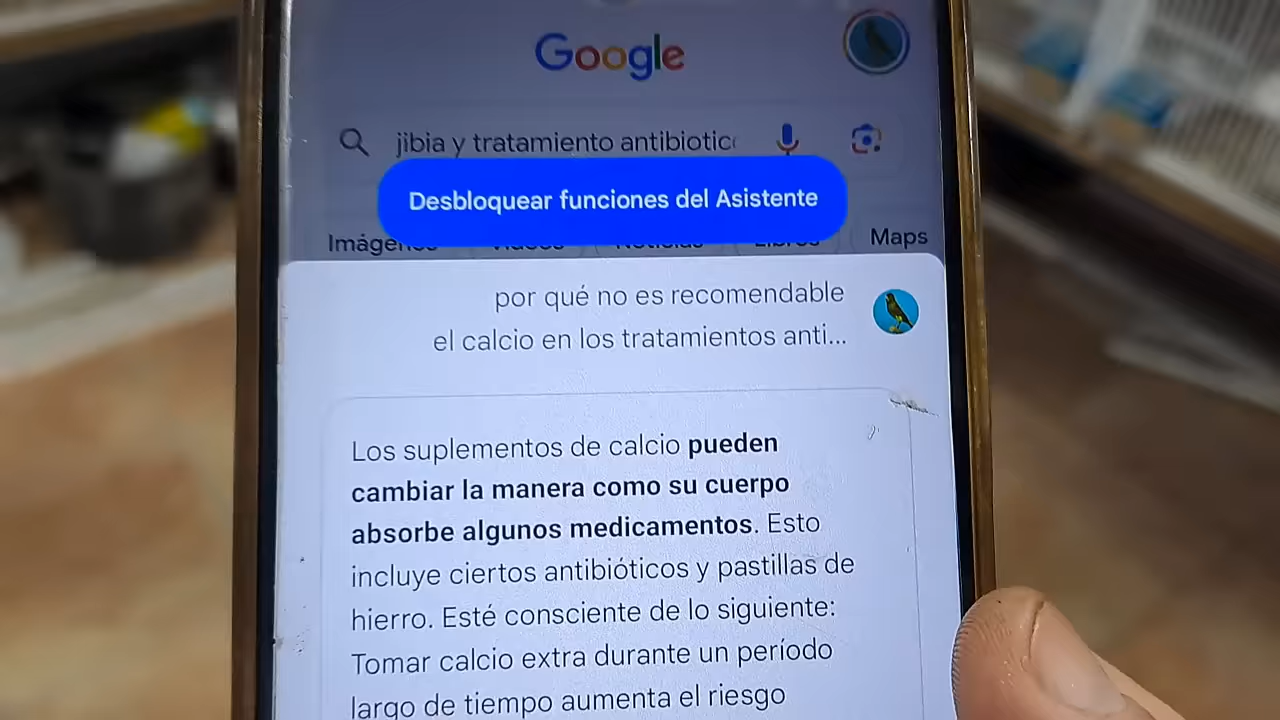 Google
jibia y tratamiento antibiotic
Desbloquear funciones del Asistente
Imágenes Videos Noticias Libros Maps
por qué no es recomendable
el calcio en los tratamientos anti...
Los suplementos de calcio pueden
cambiar la manera como su cuerpo
absorbe algunos medicamentos. Esto
incluye ciertos antibióticos y pastillas de
hierro. Esté consciente de lo siguiente:
Tomar calcio extra durante un período
largo de tiempo aumenta el riesgo